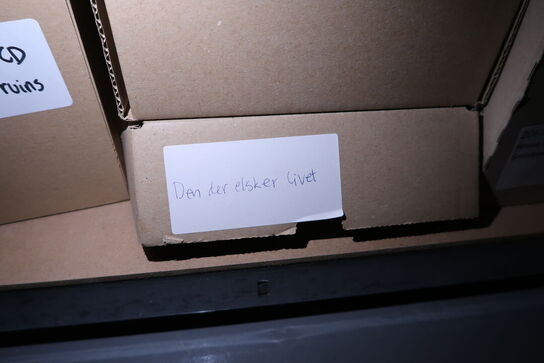 CD
ruins
Den der elsker livet